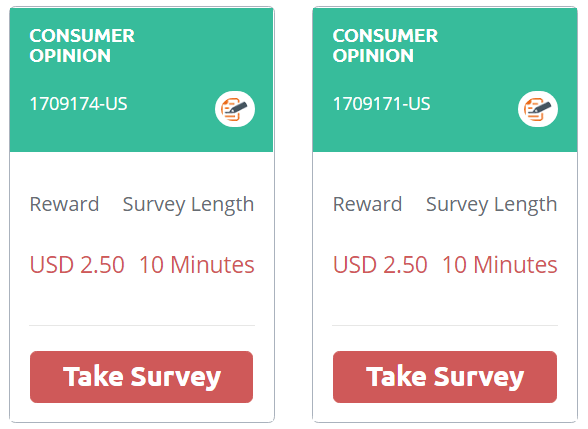 CONSUMER
OPINION
1709174-US
Reward Survey Length
USD 2.50 10 Minutes
Take Survey
CONSUMER
OPINION
1709171-US
Reward Survey Length
USD 2.50 10 Minutes
Take Survey